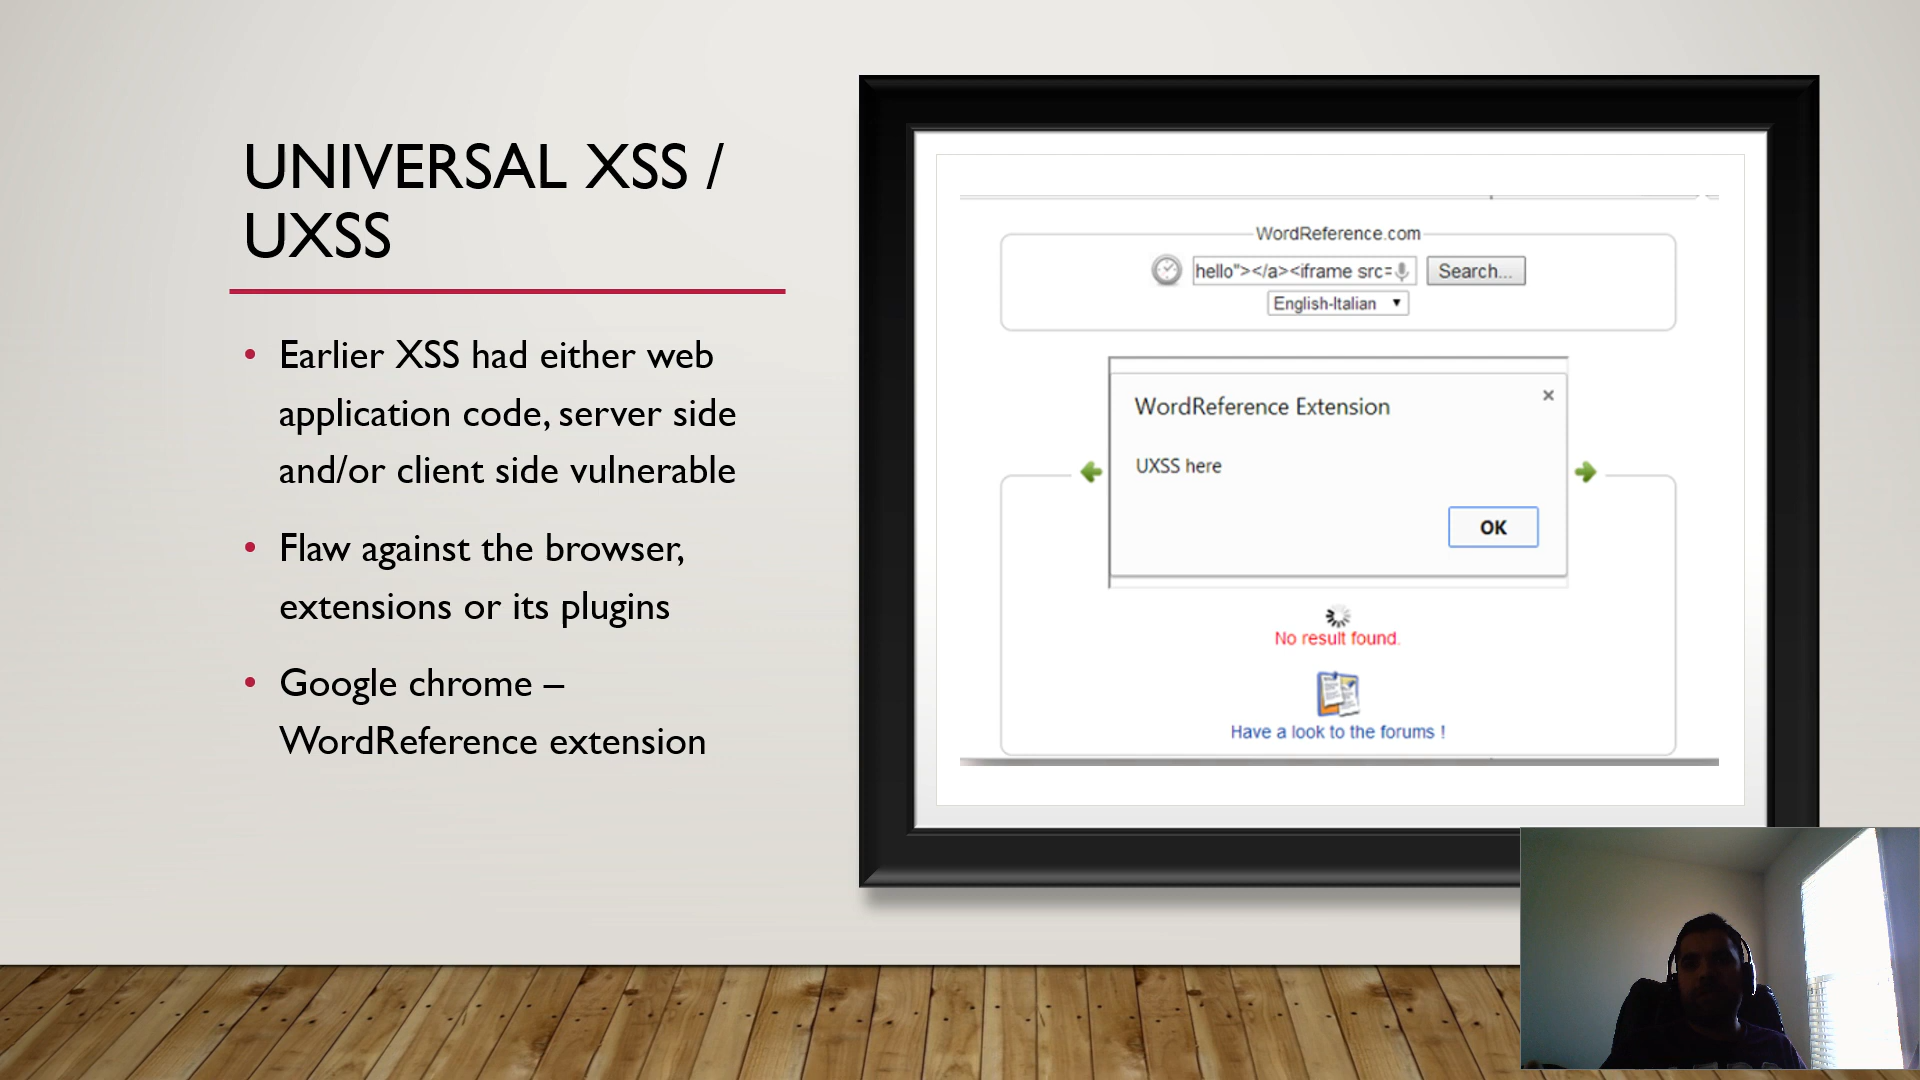 UNIVERSAL XSS /
UXSS
• Earlier XSS had either web
application code, server side
and/or client side vulnerable
• Flaw against the browser,
extensions or its plugins
• Google chrome –
WordReference extension
WordReference.com
hello"></a><iframe src=
Search...
English-Italian
WordReference Extension
UXSS here
OK
No result found.
Have a look to the forums !